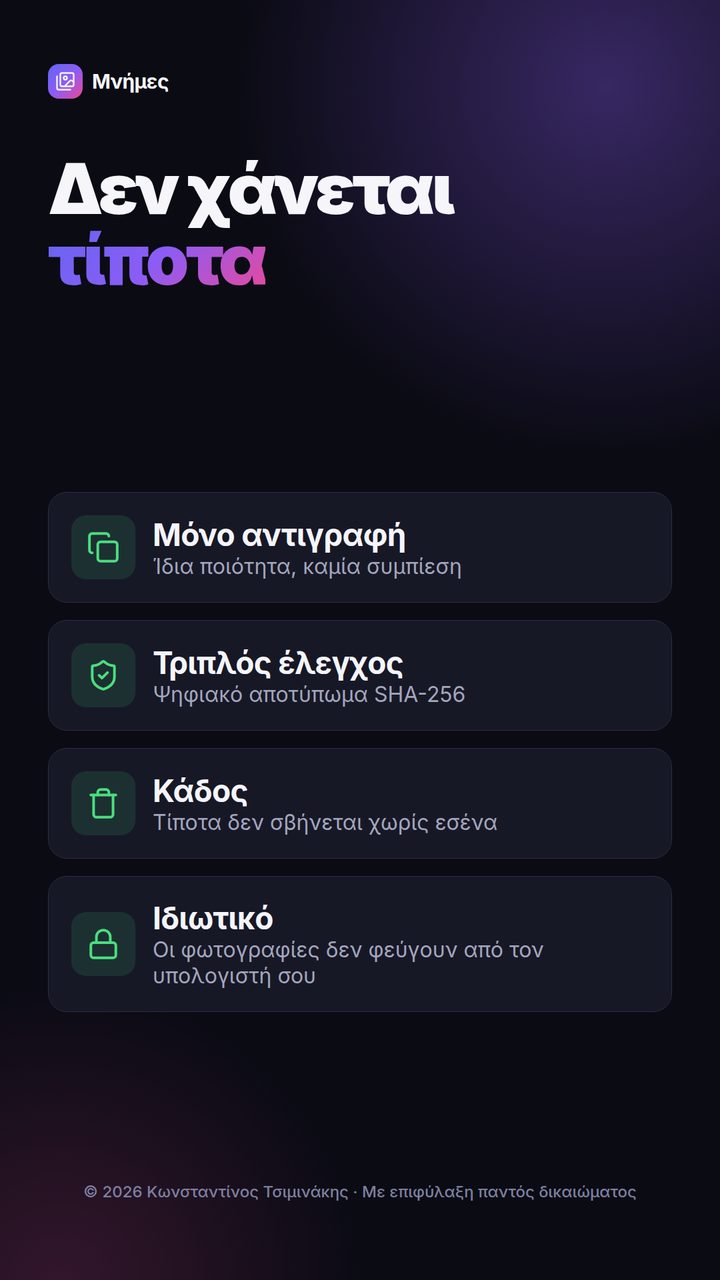 Μνήμες
Δεν χάνεται
τίποτα
Μόνο αντιγραφή
Ίδια ποιότητα, καμία συμπίεση
Τριπλός έλεγχος
Ψηφιακό αποτύπωμα SHA-256
Κάδος
Τίποτα δεν σβήνεται χωρίς εσένα
Ιδιωτικό
Οι φωτογραφίες δεν φεύγουν από τον
υπολογιστή σου
© 2026 Κωνσταντίνος Τσιμινάκης · Με επιφύλαξη παντός δικαιώματος